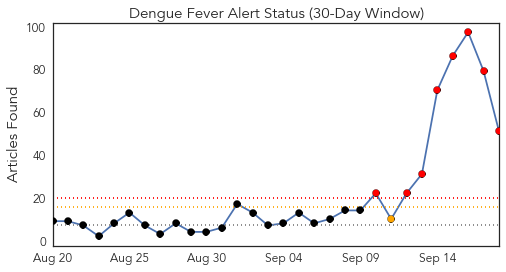 Dengue Fever Alert Status (30-Day Window)
Articles Found
100
80
60
40
20
0
Aug 20 Aug 25 Aug 30 Sep 04 Sep 09 Sep 14